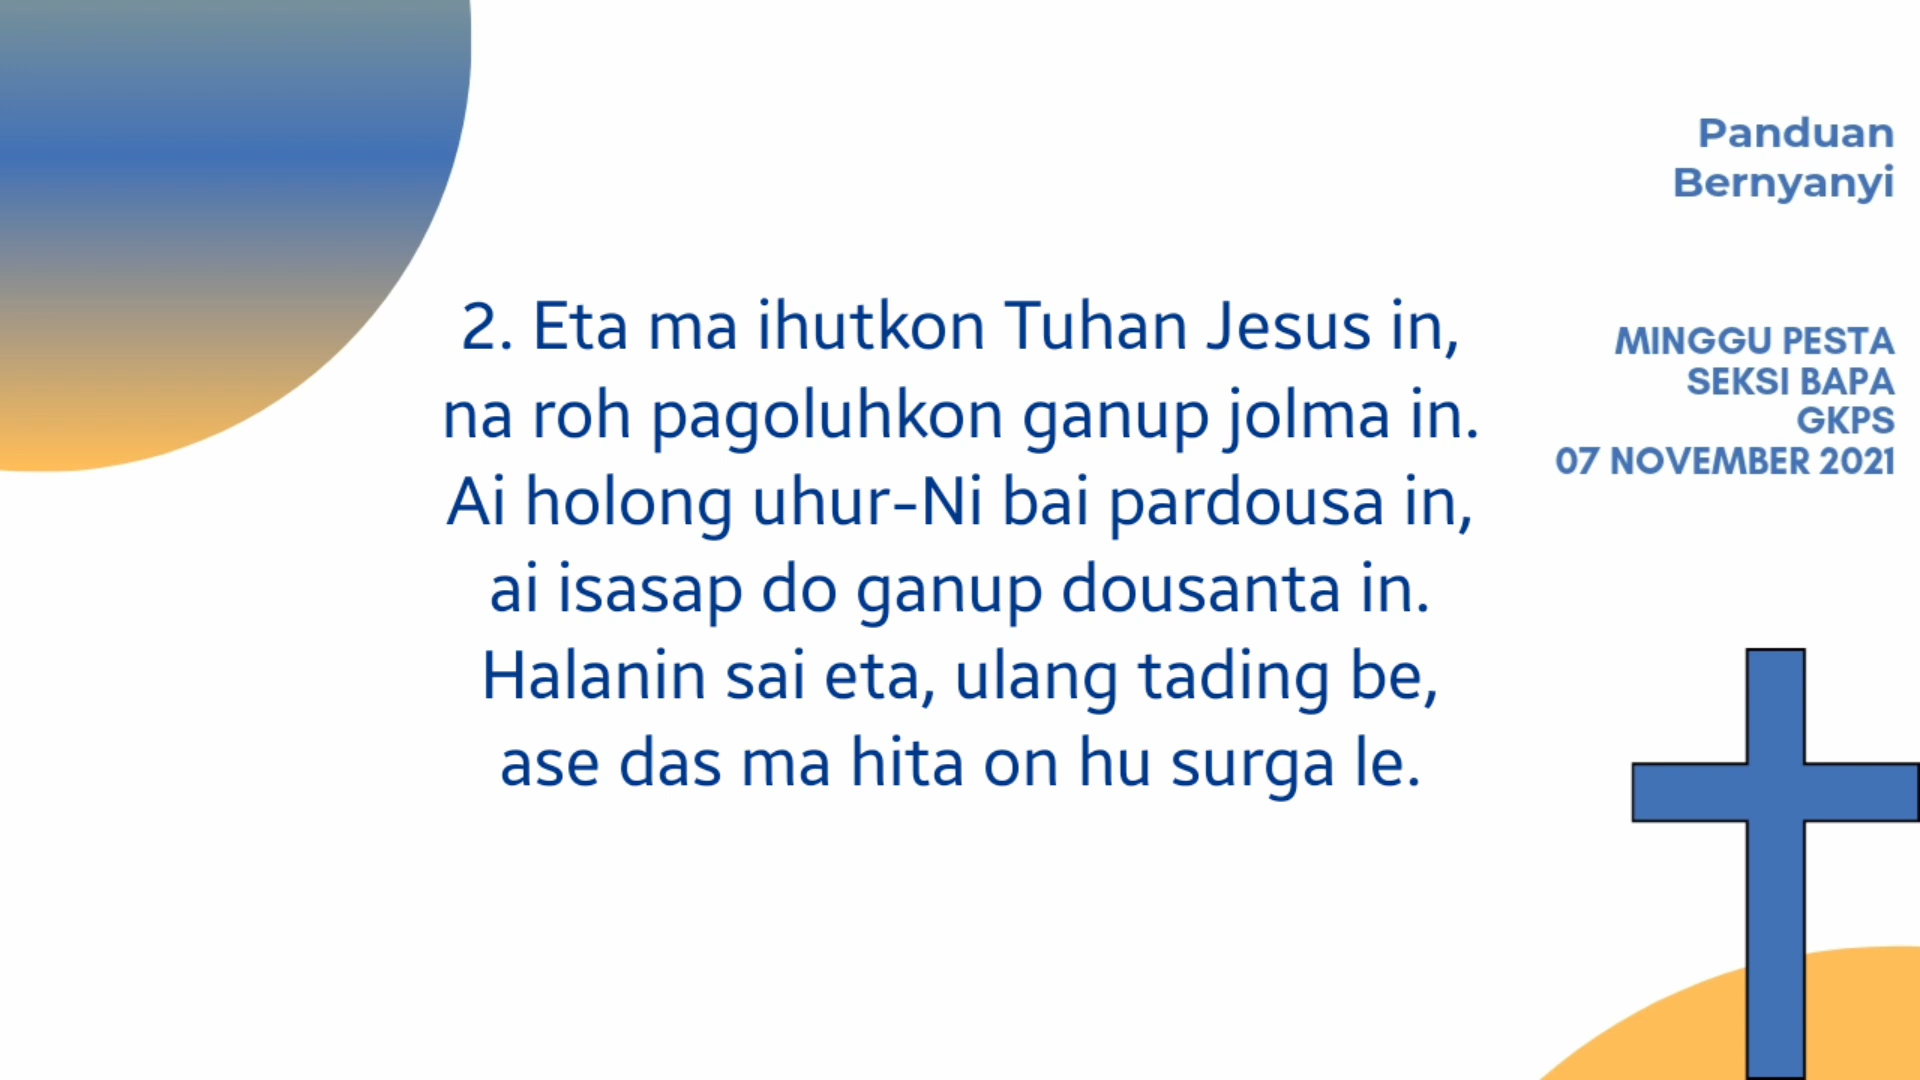 Panduan
Bernyanyi
MINGGU PESTA
SEKSI BAPA
GKPS
07 NOVEMBER 2021
2. Eta ma ihutkon Tuhan Jesus in,
na roh pagoluhkon ganup jolma in.
Ai holong uhur-Ni bai pardousa in,
ai isasap do ganup dousanta in.
Halanin sai eta, ulang tading be,
ase das ma hita on hu surga le.